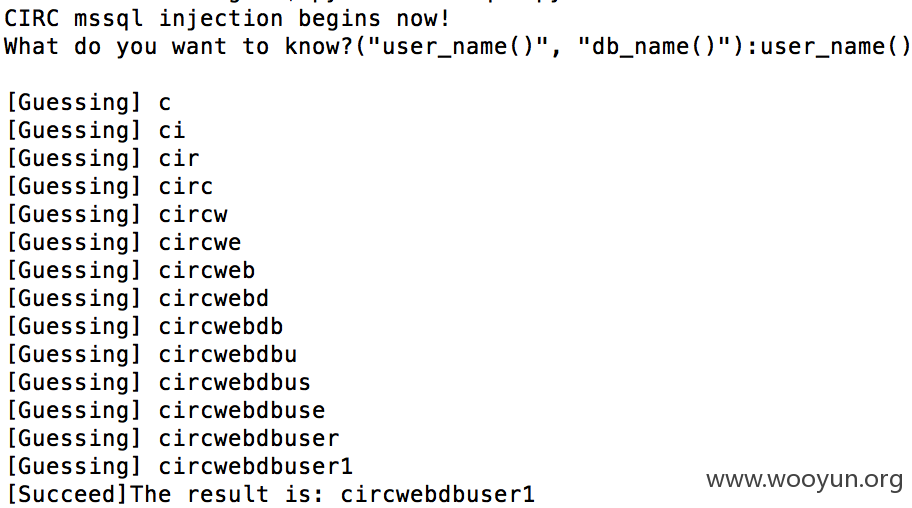 CIRC mssql injection begins now!
What do you want to know?("user_name()", "db_name()"):user_name()
[Guessing] c
[Guessing] ci
[Guessing] cir
[Guessing] circ
[Guessing] circw
[Guessing] circwe
[Guessing] circweb
[Guessing] circwebd
[Guessing] circwebdb
[Guessing] circwebdbu
[Guessing] circwebdbus
[Guessing] circwebdbuse
[Guessing] circwebdbuser
[Guessing] circwebdbuser1
[Succeed]The result is: circwebdbuser1
www.wooyun.org